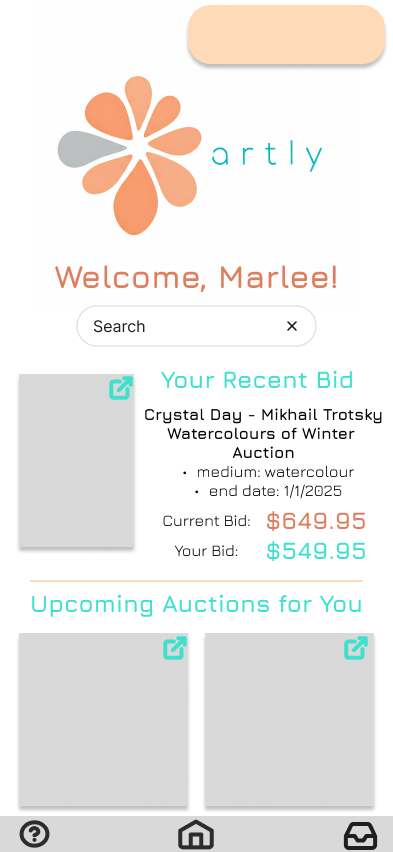 artly
Welcome, Marlee!
Search
Your Recent Bid
Crystal Day - Mikhail Trotsky
Watercolours of Winter
Auction
• medium: watercolour
• end date: 1/1/2025
Current Bid: $649.95
Your Bid: $549.95
Upcoming Auctions for You